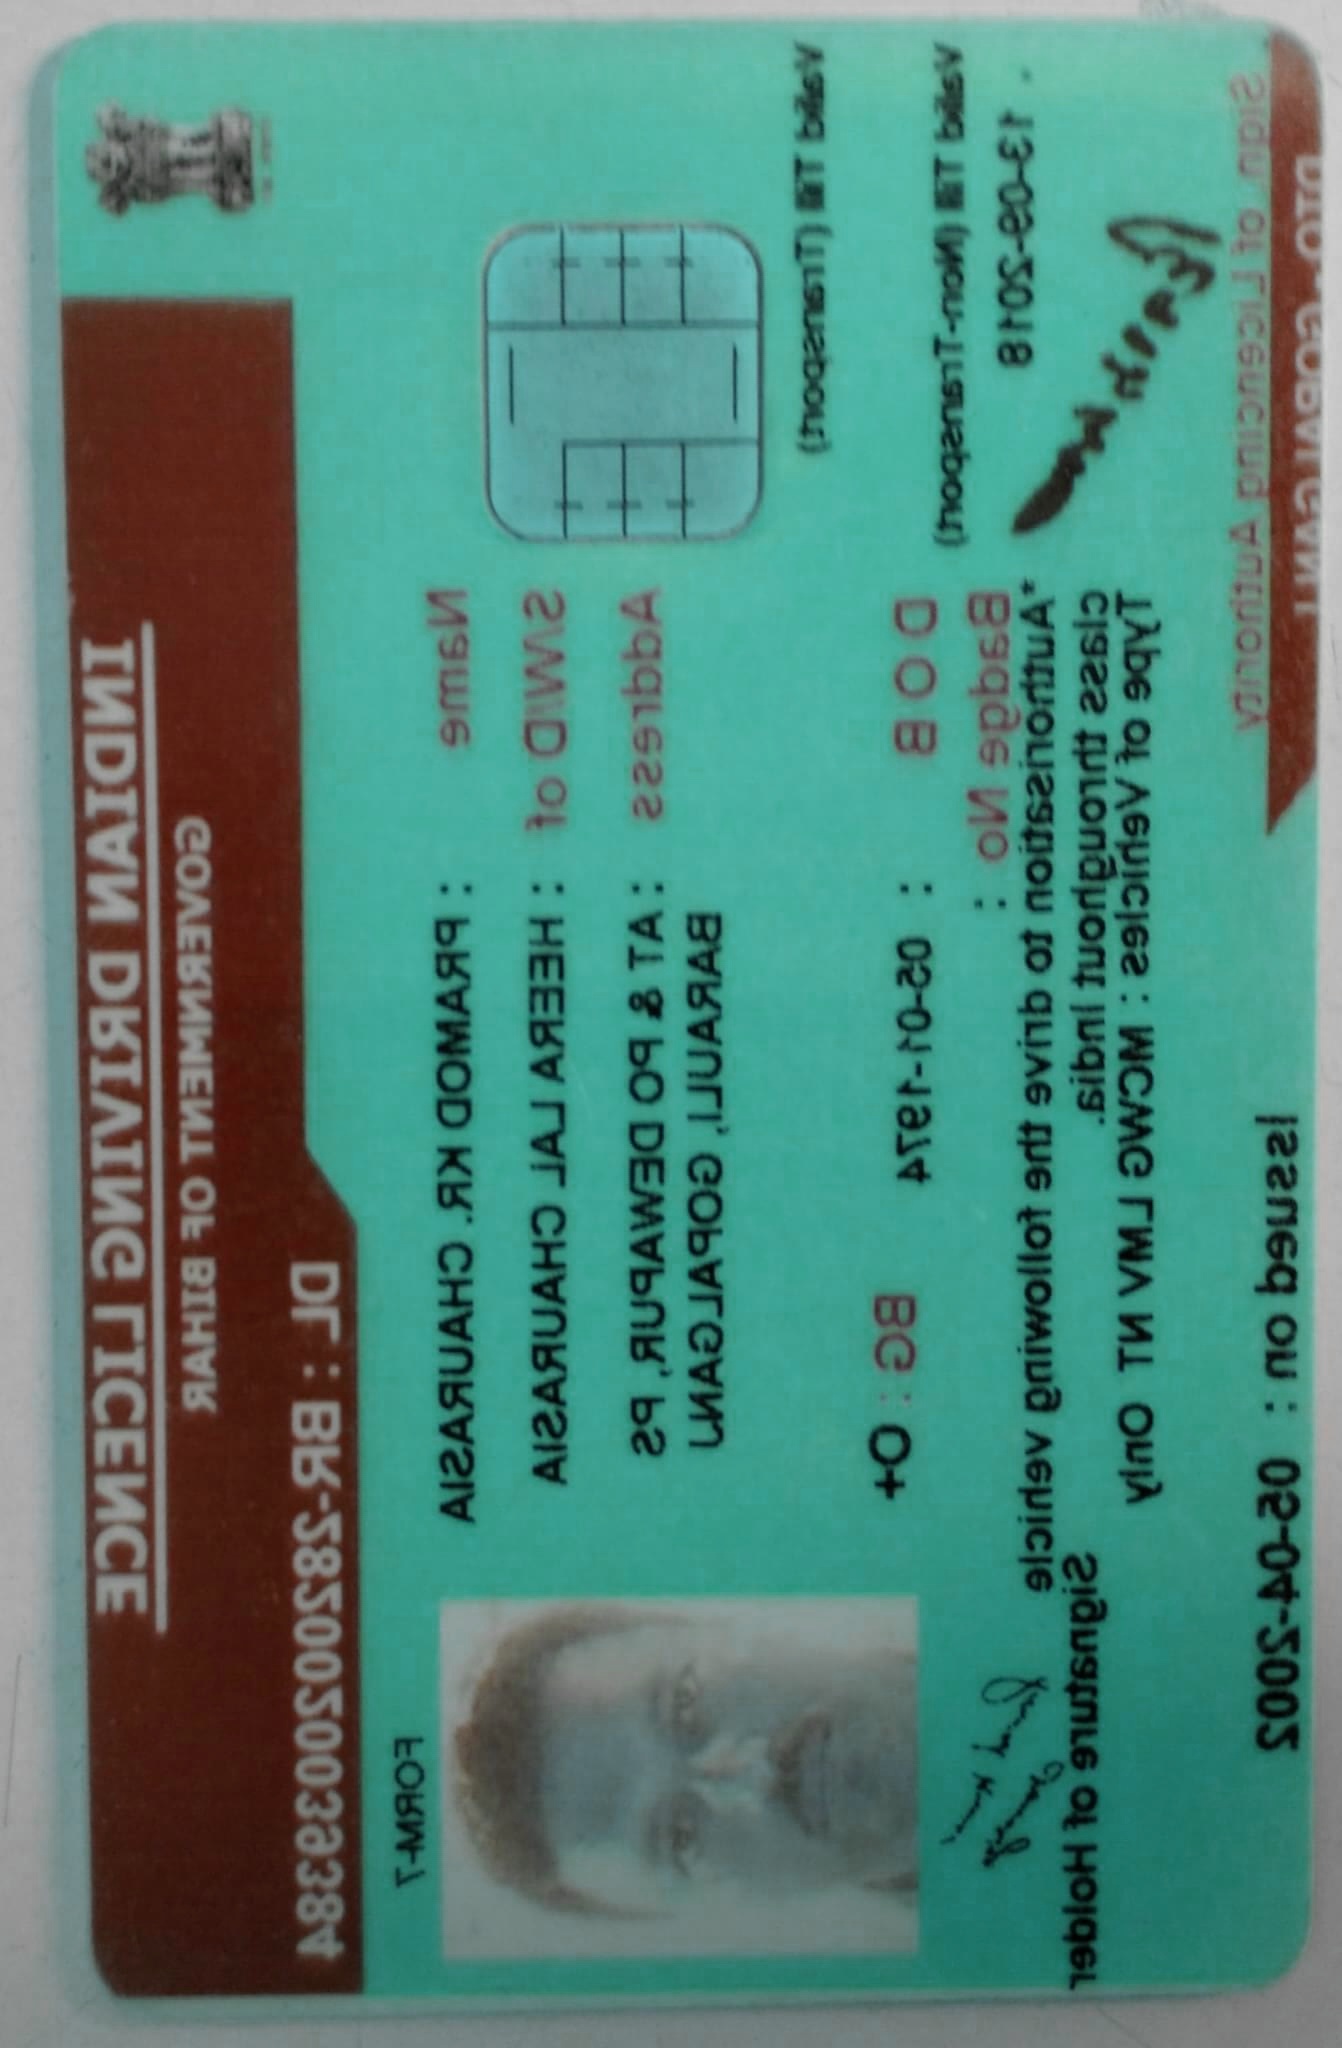 INDIAN DRIVING LICENCE
GOVERNMENT OF BIHAR
DL : BR-2820020039384
FORM-7
Name : PRAMOD KR. CHAURASIA
S/W/D of : HEERA LAL CHAURASIA
Address : AT & PO DEWAPUR, PS
BARAULI, GOPALGANJ
Valid Till (Transport)
D O B : 05-01-1974 BG : O+
Valid Till (Non-Transport)
13-09-2018
Badge No :
*Authorisation to drive the following vehicle
class throughout India.
Type of Vehicles : MCWG LMV NT Only
Signature of Holder
Sign of Licencing Authority
Issued on : 05-04-2002
DTO : GOPALGANJ